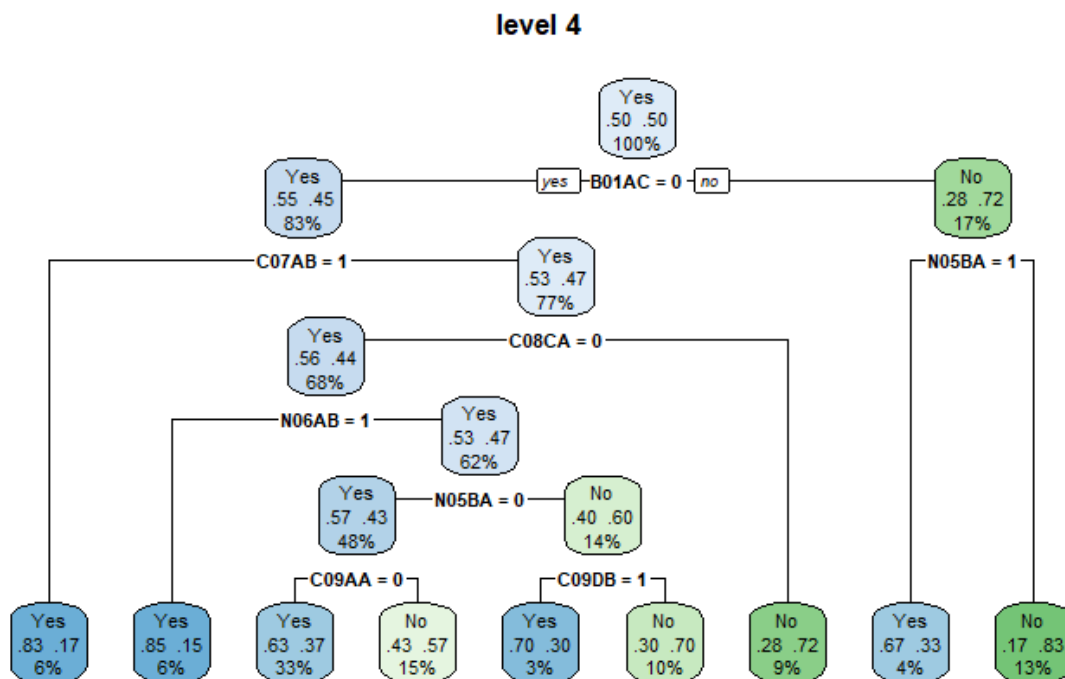 level 4
Yes
.50 .50
100%
yes B01AC = 0 no
Yes
.55 .45
83%
No
.28 .72
17%
C07AB = 1
Yes
.53 .47
77%
N05BA = 1
Yes
.56 .44
68%
C08CA = 0
N06AB = 1
Yes
.53 .47
62%
Yes
.57 .43
48%
N05BA = 0
No
.40 .60
14%
C09AA = 0
C09DB = 1
Yes
.83 .17
6%
Yes
.85 .15
6%
Yes
.63 .37
33%
No
.43 .57
15%
Yes
.70 .30
3%
No
.30 .70
10%
No
.28 .72
9%
Yes
.67 .33
4%
No
.17 .83
13%